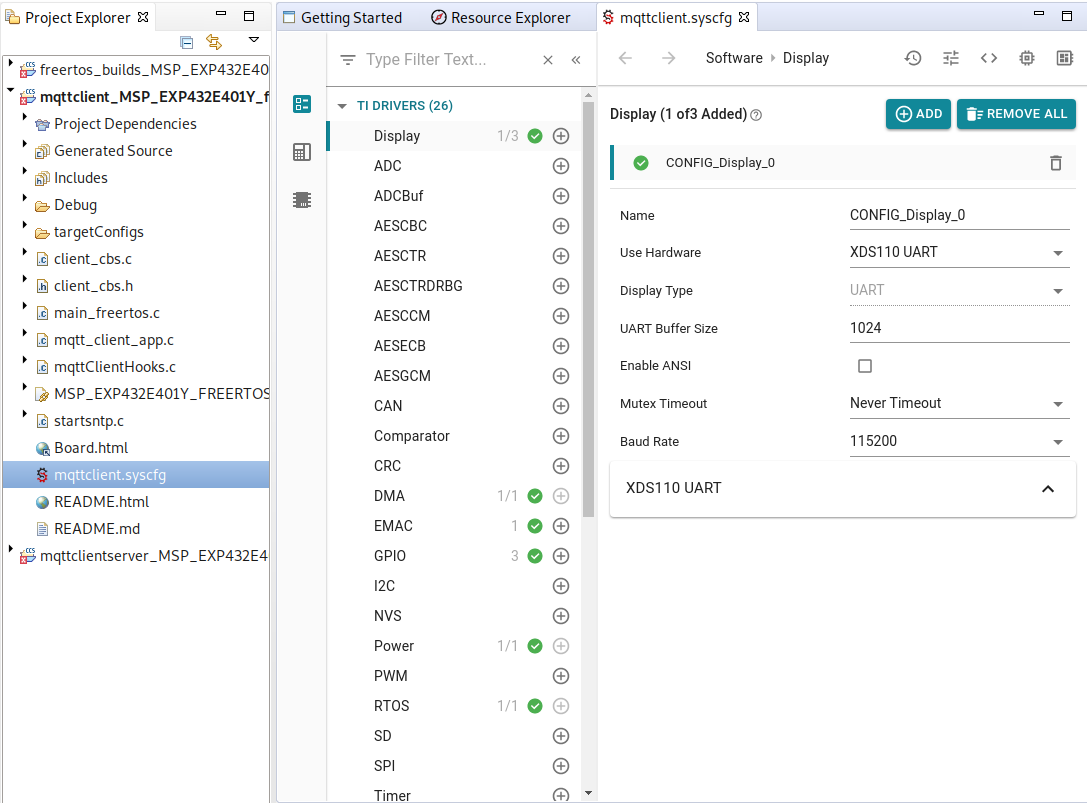 Project Explorer
freertos_builds_MSP_EXP432E40
mqttclient_MSP_EXP432E401Y_f
Project Dependencies
Generated Source
Includes
Debug
targetConfigs
client_cbs.c
client_cbs.h
main_freertos.c
mqtt_client_app.c
mqttClientHooks.c
MSP_EXP432E401Y_FREERTOS
startsntp.c
Board.html
mqttclient.syscfg
README.html
README.md
mqttclientserver_MSP_EXP432E4
Getting Started
Resource Explorer
mqttclient.syscfg
Type Filter Text...
TI DRIVERS (26)
Display 1/3
ADC
ADCBuf
AESCBC
AESCTR
AESCTRDRBG
AESCCM
AESECB
AESGCM
CAN
Comparator
CRC
DMA 1/1
EMAC 1
GPIO 3
I2C
NVS
Power 1/1
PWM
RTOS 1/1
SD
SPI
Timer
Software Display
Display (1 of3 Added)
ADD
REMOVE ALL
CONFIG_Display_0
Name CONFIG_Display_0
Use Hardware XDS110 UART
Display Type UART
UART Buffer Size 1024
Enable ANSI
Mutex Timeout Never Timeout
Baud Rate 115200
XDS110 UART